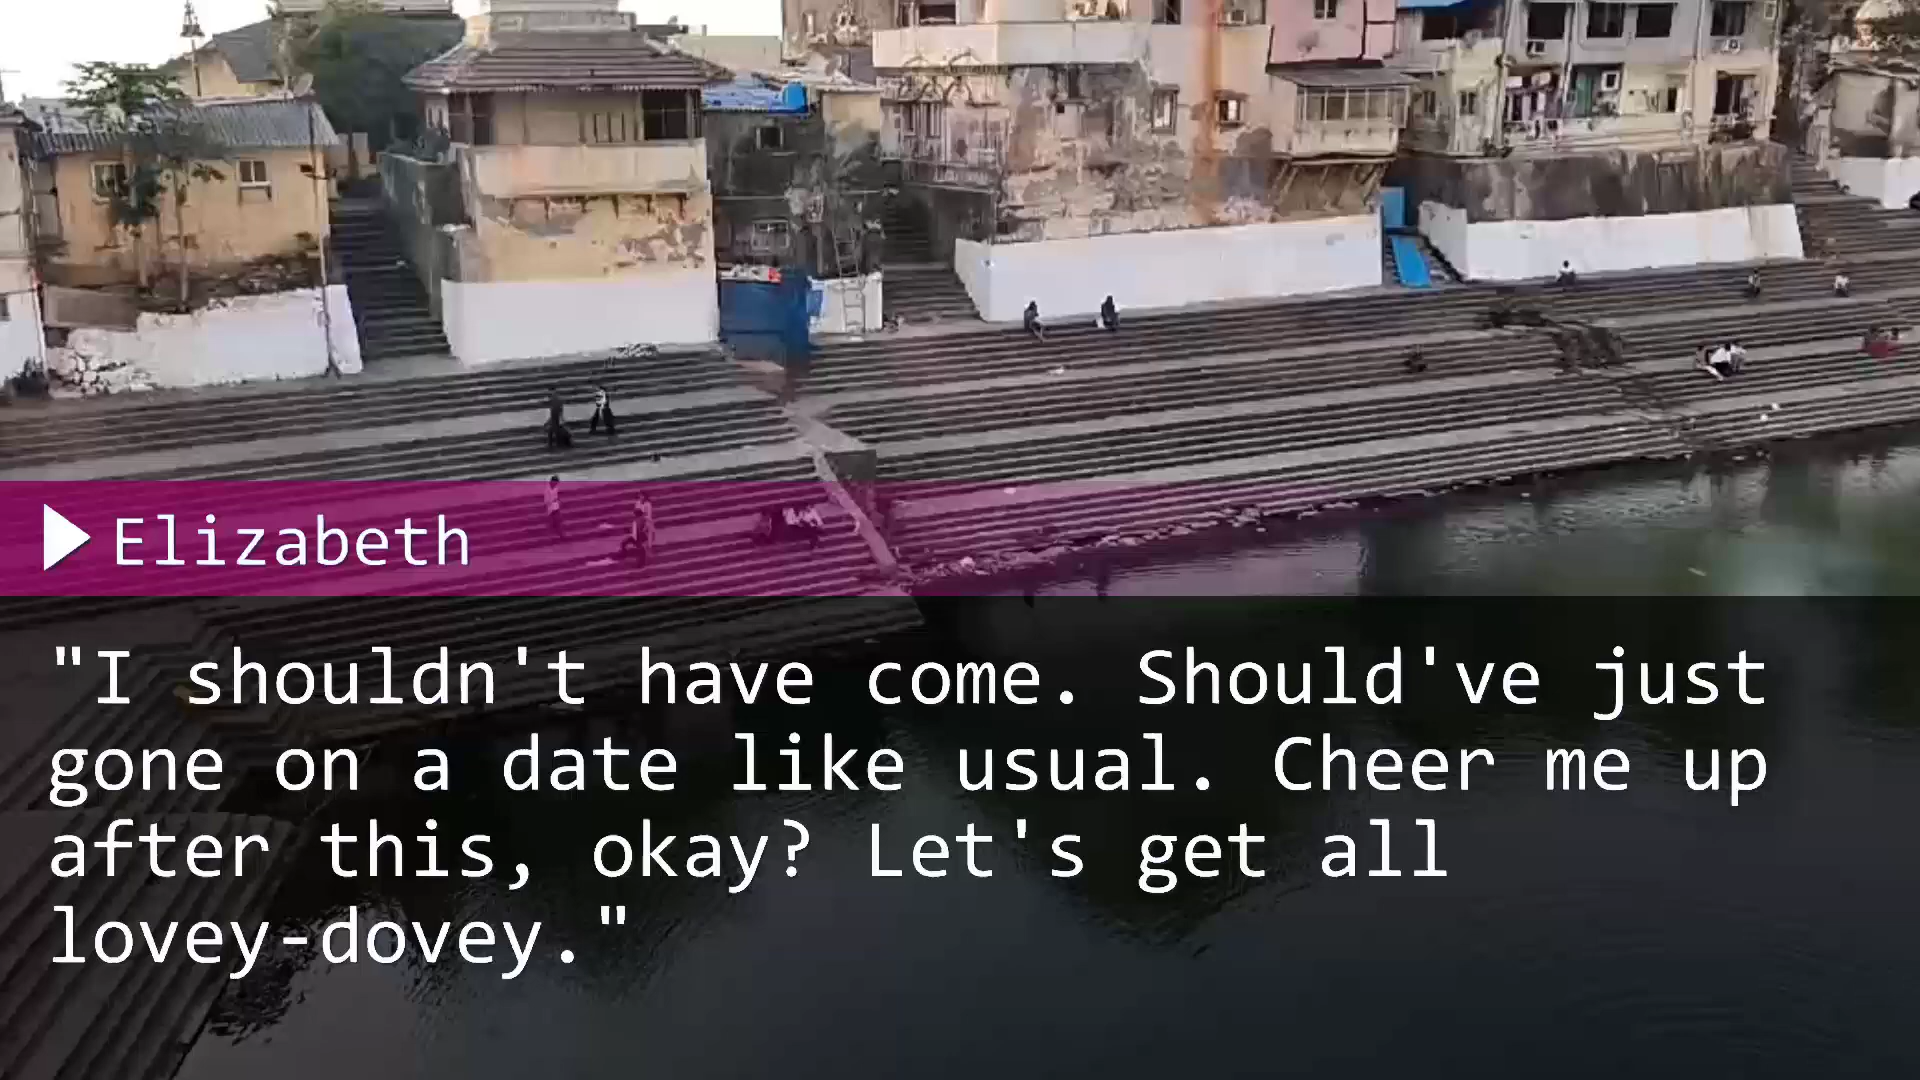 Elizabeth
"I shouldn't have come. Should've just
gone on a date like usual. Cheer me up
after this, okay? Let's get all
lovey-dovey."